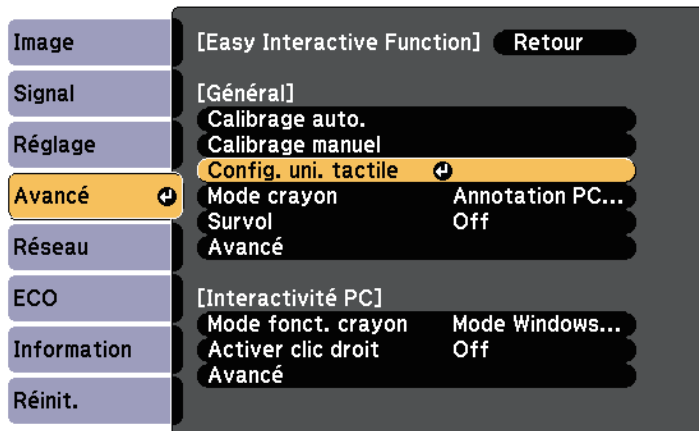 Image
Signal
Réglage
Avancé
Réseau
ECO
Information
Réinit.
[Easy Interactive Function] Retour
[Général]
Calibrage auto.
Calibrage manuel
Config. uni. tactile
Mode crayon Annotation PC...
Survol Off
Avancé
[Interactivité PC]
Mode fonct. crayon Mode Windows...
Activer clic droit Off
Avancé